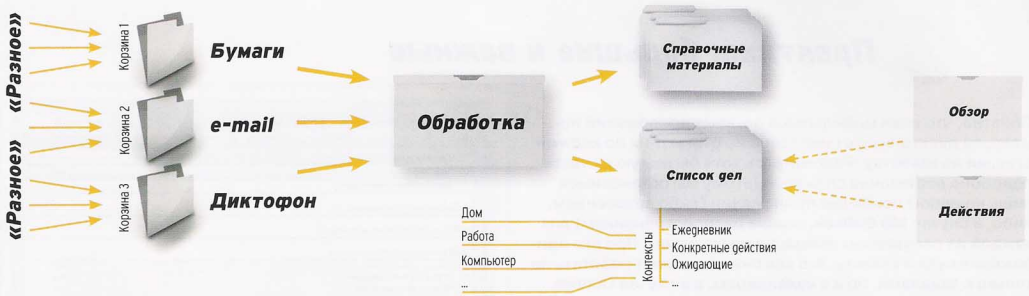 «Разное»
«Разное»
Корзина 1
Корзина 2
Корзина 3
Бумаги
e-mail
Диктофон
Обработка
Справочные
материалы
Список дел
Обзор
Действия
Дом
Работа
Компьютер
...
Контексты
Ежедневник
Конкретные действия
Ожидающие
...